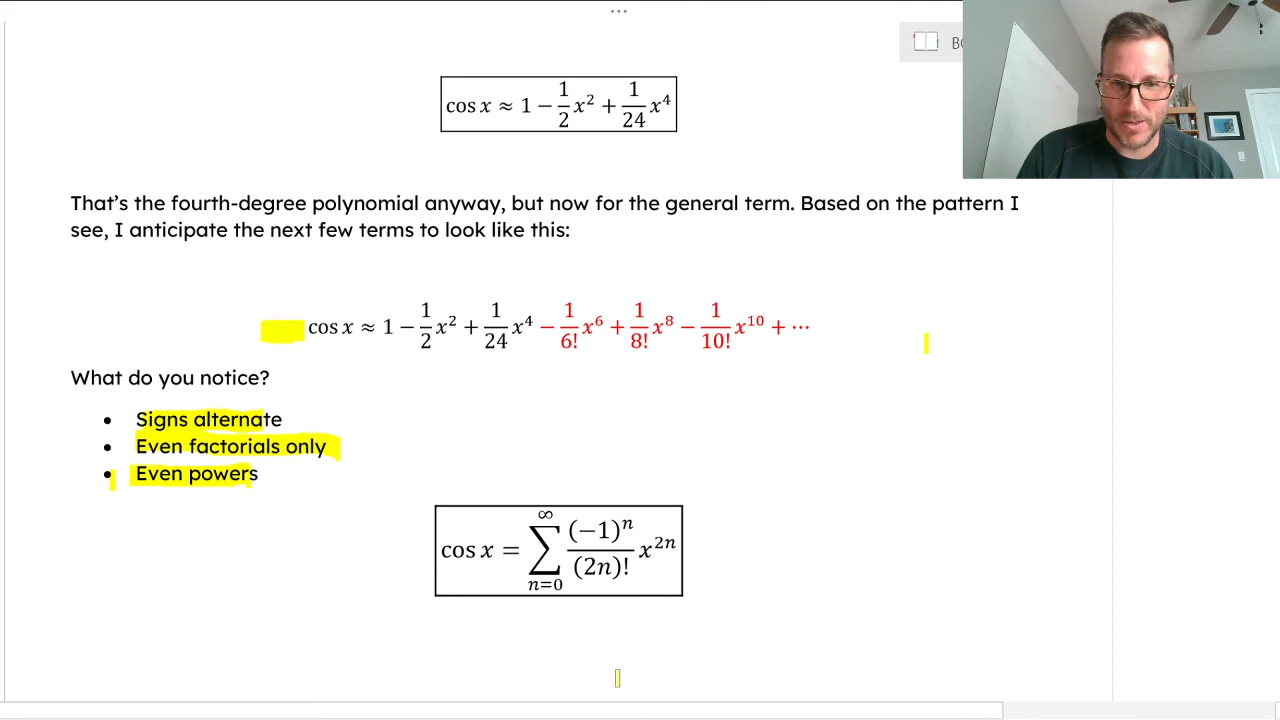 BO
cos x ≈ 1 − 1/2 x² + 1/24 x⁴
That's the fourth-degree polynomial anyway, but now for the general term. Based on the pattern I
see, I anticipate the next few terms to look like this:
cos x ≈ 1 − 1/2 x² + 1/24 x⁴ − 1/6! x⁶ + 1/8! x⁸ − 1/10! x¹⁰ + ⋯
What do you notice?
• Signs alternate
• Even factorials only
• Even powers
cos x = ∑_{n=0}^{∞} (−1)ⁿ/(2n)! x²ⁿ